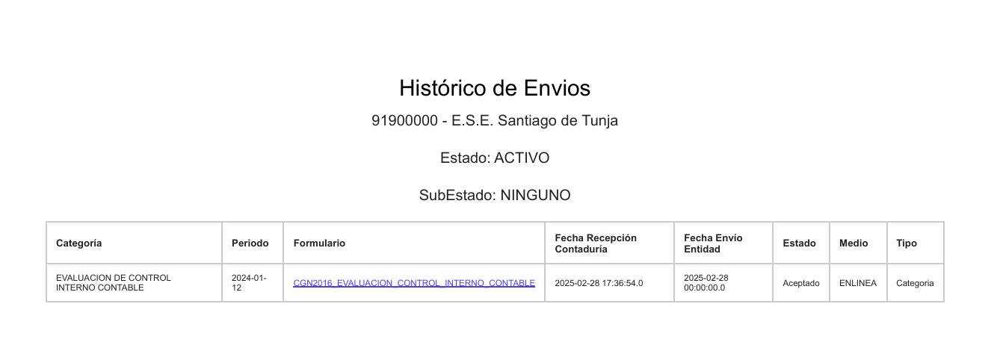 Histórico de Envios
91900000 - E.S.E. Santiago de Tunja
Estado: ACTIVO
SubEstado: NINGUNO
Categoría
Periodo
Formulario
Fecha Recepción
Contaduría
Fecha Envío
Entidad
Estado
Medio
Tipo
EVALUACION DE CONTROL
INTERNO CONTABLE
2024-01-
12
CGN2016_EVALUACION_CONTROL_INTERNO_CONTABLE
2025-02-28 17:36:54.0
2025-02-28
00:00:00.0
Aceptado
ENLINEA
Categoria